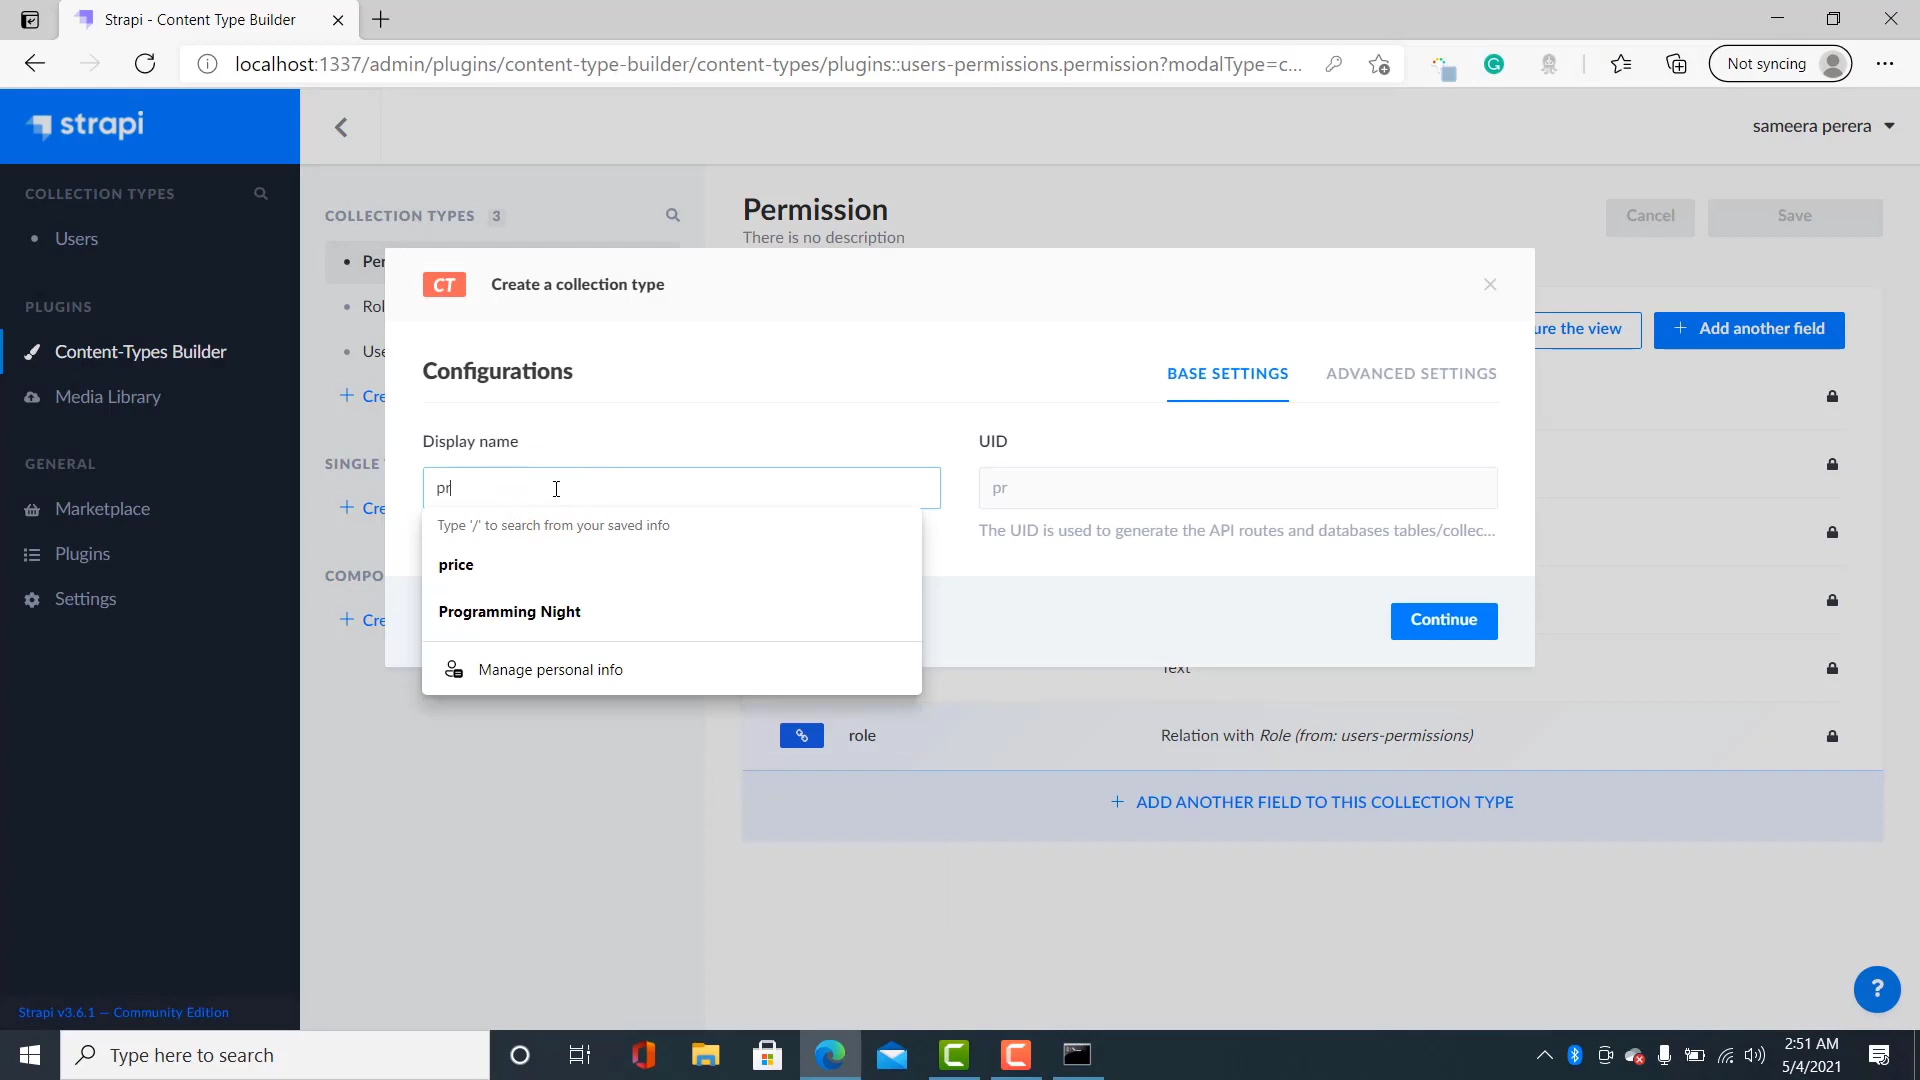 Strapi - Content Type Builder
localhost:1337/admin/plugins/content-type-builder/content-types/plugins::users-permissions.permission?modalType=c...
Not syncing
strapi
sameera perera
COLLECTION TYPES
Users
PLUGINS
Content-Types Builder
Media Library
GENERAL
Marketplace
Plugins
Settings
Strapi v3.6.1 — Community Edition
COLLECTION TYPES 3
Per
Rol
Use
Cre
SINGLE
Cre
COMPO
Cre
Permission
There is no description
Cancel
Save
ure the view
Add another field
CT Create a collection type
Configurations
BASE SETTINGS
ADVANCED SETTINGS
Display name
pr
UID
pr
The UID is used to generate the API routes and databases tables/collec...
Type '/' to search from your saved info
price
Programming Night
Manage personal info
Continue
Text
role
Relation with Role (from: users-permissions)
ADD ANOTHER FIELD TO THIS COLLECTION TYPE
?
Type here to search
2:51 AM
5/4/2021